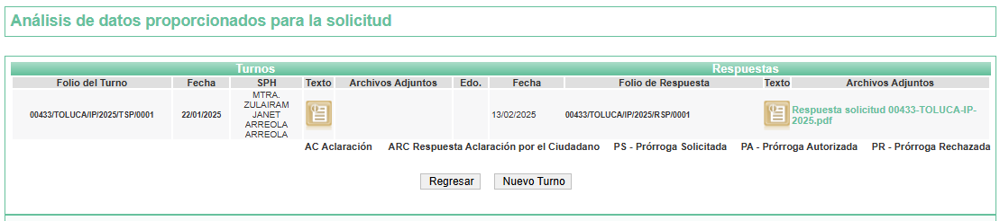 Análisis de datos proporcionados para la solicitud
Turnos Respuestas
Folio del Turno Fecha SPH Texto Archivos Adjuntos Edo. Fecha Folio de Respuesta Texto Archivos Adjuntos
00433/TOLUCA/IP/2025/TSP/0001 22/01/2025 MTRA. ZULAIRAM JANET ARREOLA ARREOLA 13/02/2025 00433/TOLUCA/IP/2025/RSP/0001 Respuesta solicitud 00433-TOLUCA-IP-2025.pdf
AC Aclaración ARC Respuesta Aclaración por el Ciudadano PS - Prórroga Solicitada PA - Prórroga Autorizada PR - Prórroga Rechazada
Regresar Nuevo Turno